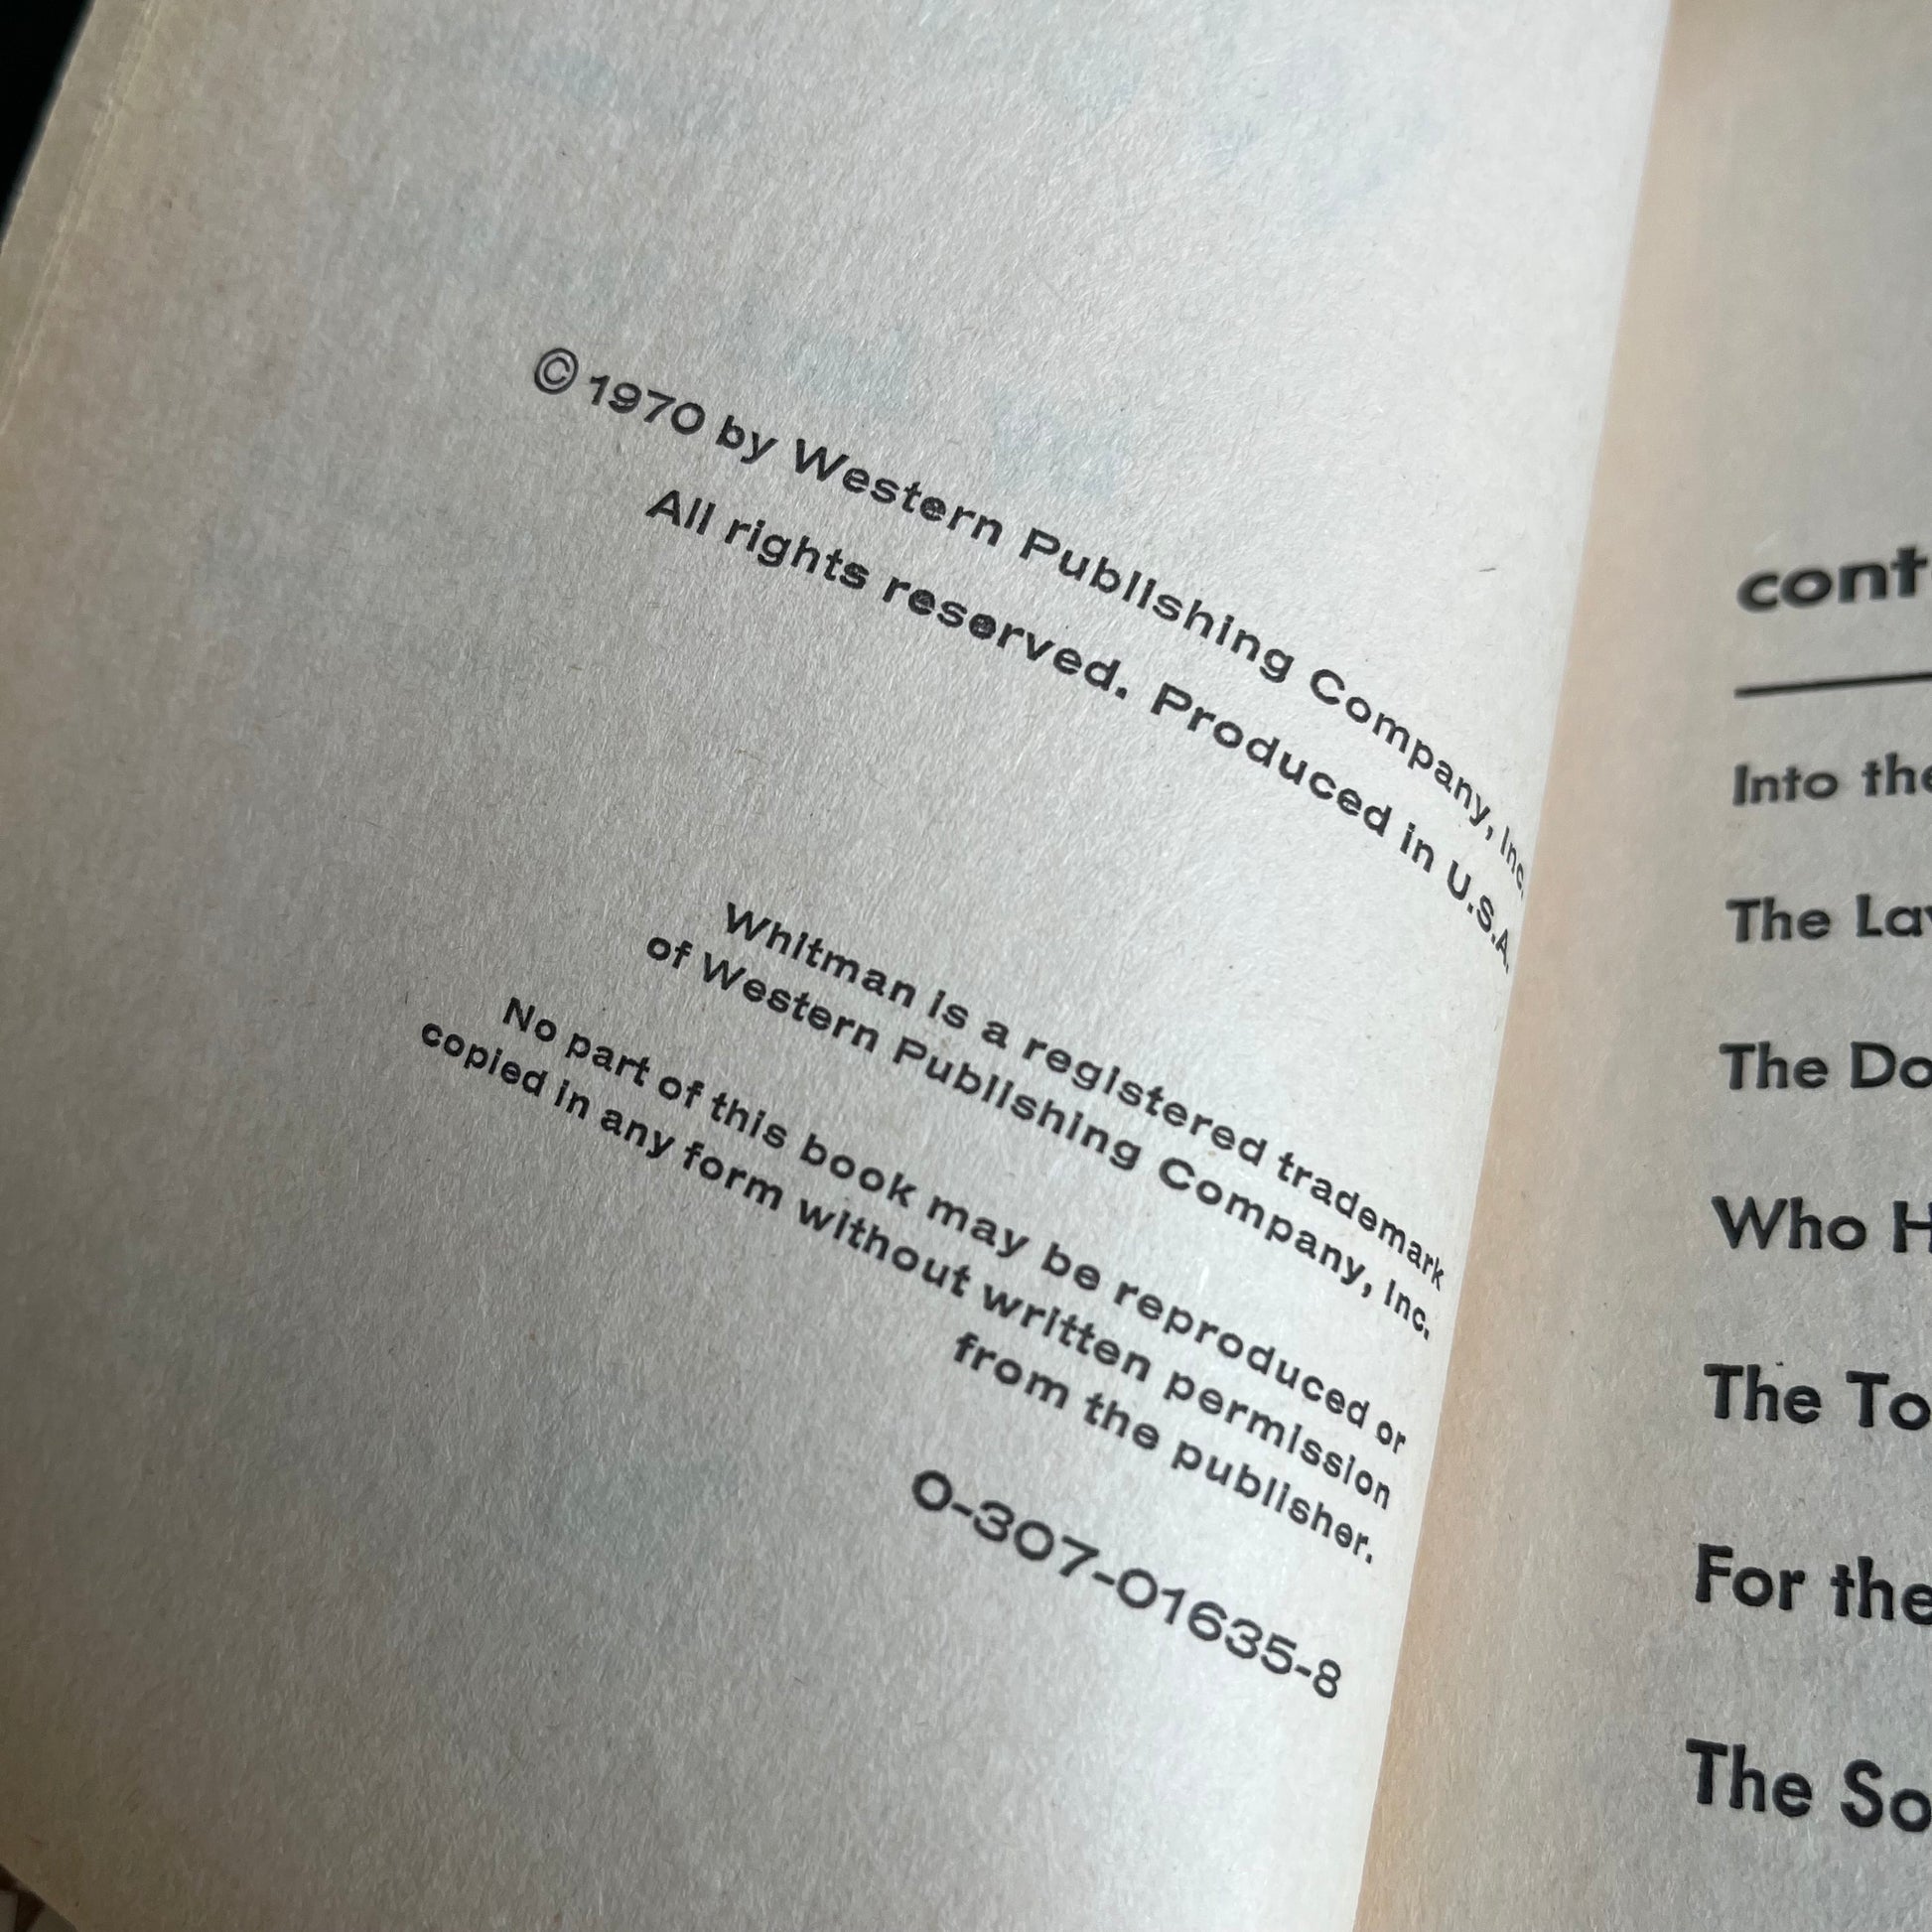 © 1970 by Western Publishing Company, Inc.
All rights reserved. Produced in U.S.A.
Whitman is a registered trademark
of Western Publishing Company, Inc.
No part of this book may be reproduced or
copied in any form without written permission
from the publisher.
0-307-01635-8
cont
Into the
The La
The Do
Who H
The To
For the
The So